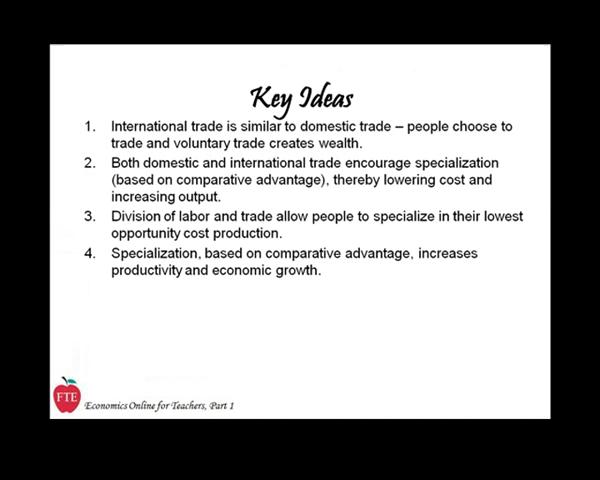 Key Ideas
1. International trade is similar to domestic trade – people choose to
trade and voluntary trade creates wealth.
2. Both domestic and international trade encourage specialization
(based on comparative advantage), thereby lowering cost and
increasing output.
3. Division of labor and trade allow people to specialize in their lowest
opportunity cost production.
4. Specialization, based on comparative advantage, increases
productivity and economic growth.
FTE
Economics Online for Teachers, Part 1